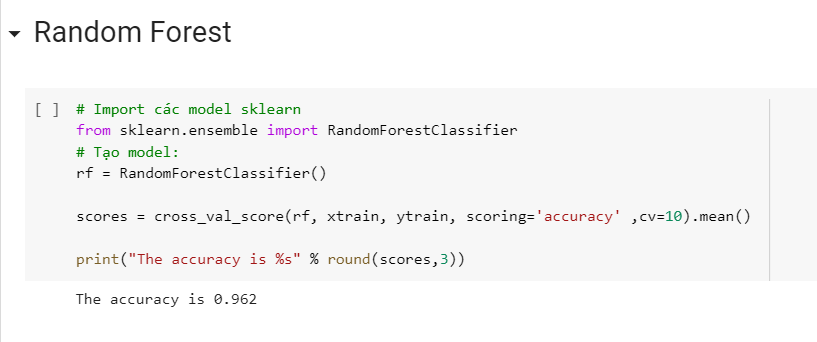 Random Forest
[ ] # Import các model sklearn
from sklearn.ensemble import RandomForestClassifier
# Tạo model:
rf = RandomForestClassifier()
scores = cross_val_score(rf, xtrain, ytrain, scoring='accuracy' ,cv=10).mean()
print("The accuracy is %s" % round(scores,3))
The accuracy is 0.962